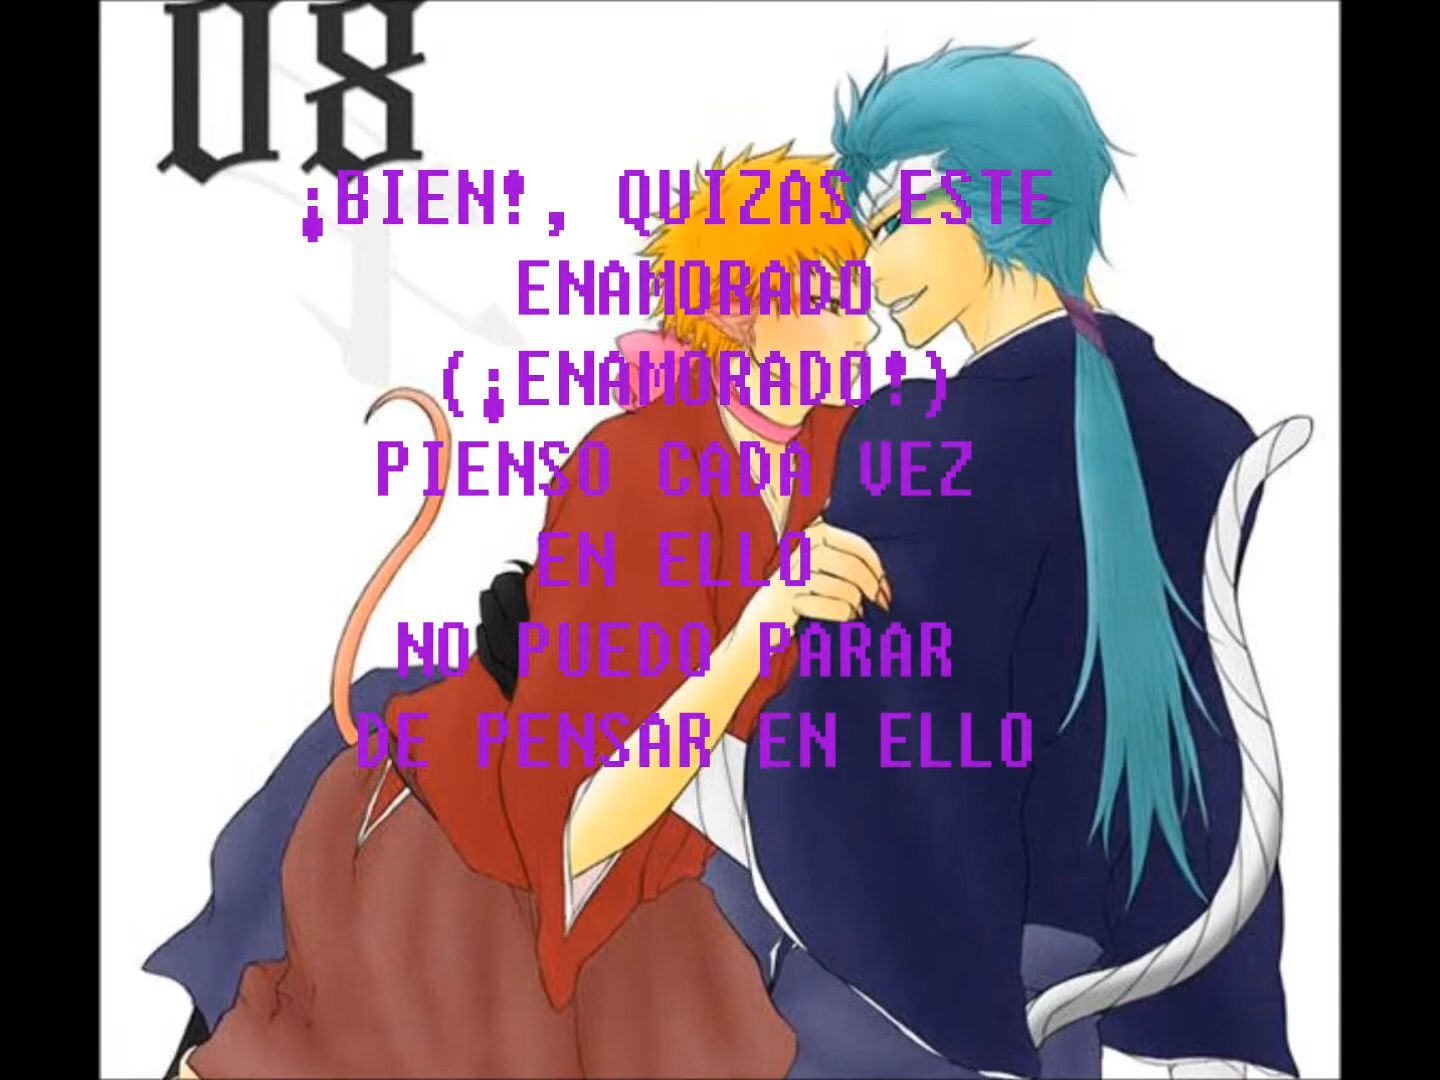 08
¡BIEN!, QUIZAS ESTE
ENAMORADO
(¡ENAMORADO!)
PIENSO CADA VEZ
EN ELLO
NO PUEDO PARAR
DE PENSAR EN ELLO